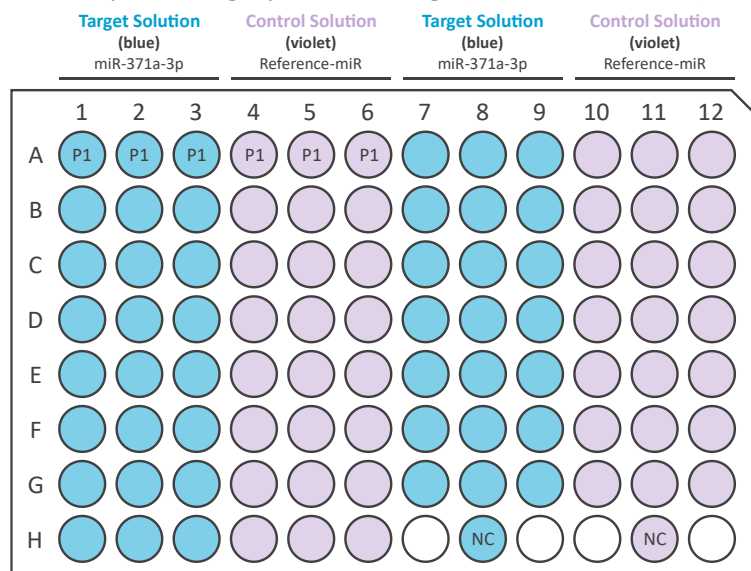 Target Solution Control Solution Target Solution Control Solution
(blue) (violet) (blue) (violet)
miR-371a-3p Reference-miR miR-371a-3p Reference-miR
1 2 3 4 5 6 7 8 9 10 11 12
A P1 P1 P1 P1 P1 P1
B
C
D
E
F
G
H NC NC